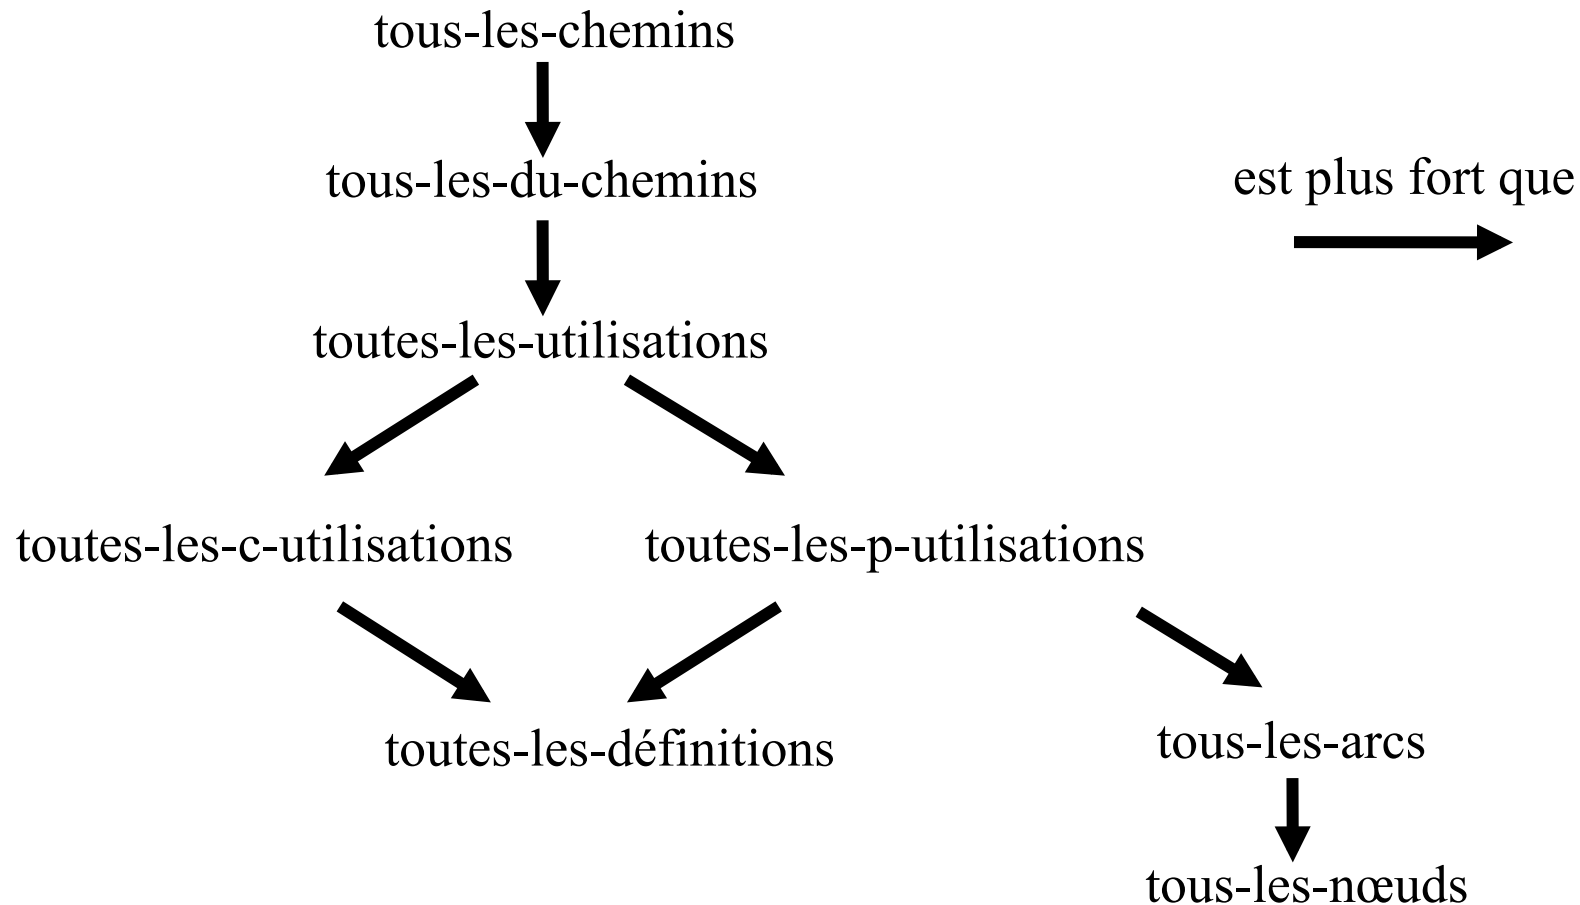 tous-les-chemins
tous-les-du-chemins
est plus fort que
toutes-les-utilisations
toutes-les-c-utilisations
toutes-les-p-utilisations
toutes-les-définitions
tous-les-arcs
tous-les-nœuds